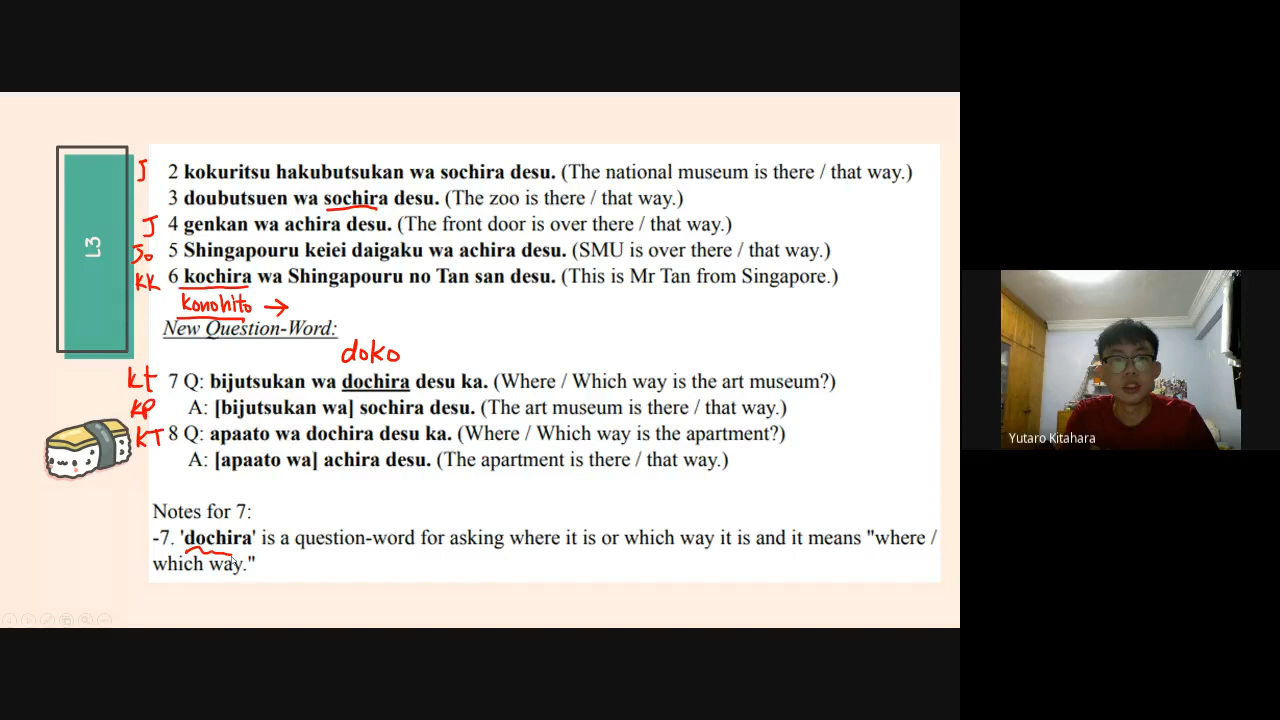 L3
J 2 kokuritsu hakubutsukan wa sochira desu. (The national museum is there / that way.)
3 doubutsuen wa sochira desu. (The zoo is there / that way.)
J 4 genkan wa achira desu. (The front door is over there / that way.)
So 5 Shingapouru keiei daigaku wa achira desu. (SMU is over there / that way.)
KK 6 kochira wa Shingapouru no Tan san desu. (This is Mr Tan from Singapore.)
konohito →
New Question-Word:
doko
kt 7 Q: bijutsukan wa dochira desu ka. (Where / Which way is the art museum?)
KP A: [bijutsukan wa] sochira desu. (The art museum is there / that way.)
KT 8 Q: apaato wa dochira desu ka. (Where / Which way is the apartment?)
A: [apaato wa] achira desu. (The apartment is there / that way.)
Notes for 7:
-7. 'dochira' is a question-word for asking where it is or which way it is and it means "where /
which way."
Yutaro Kitahara